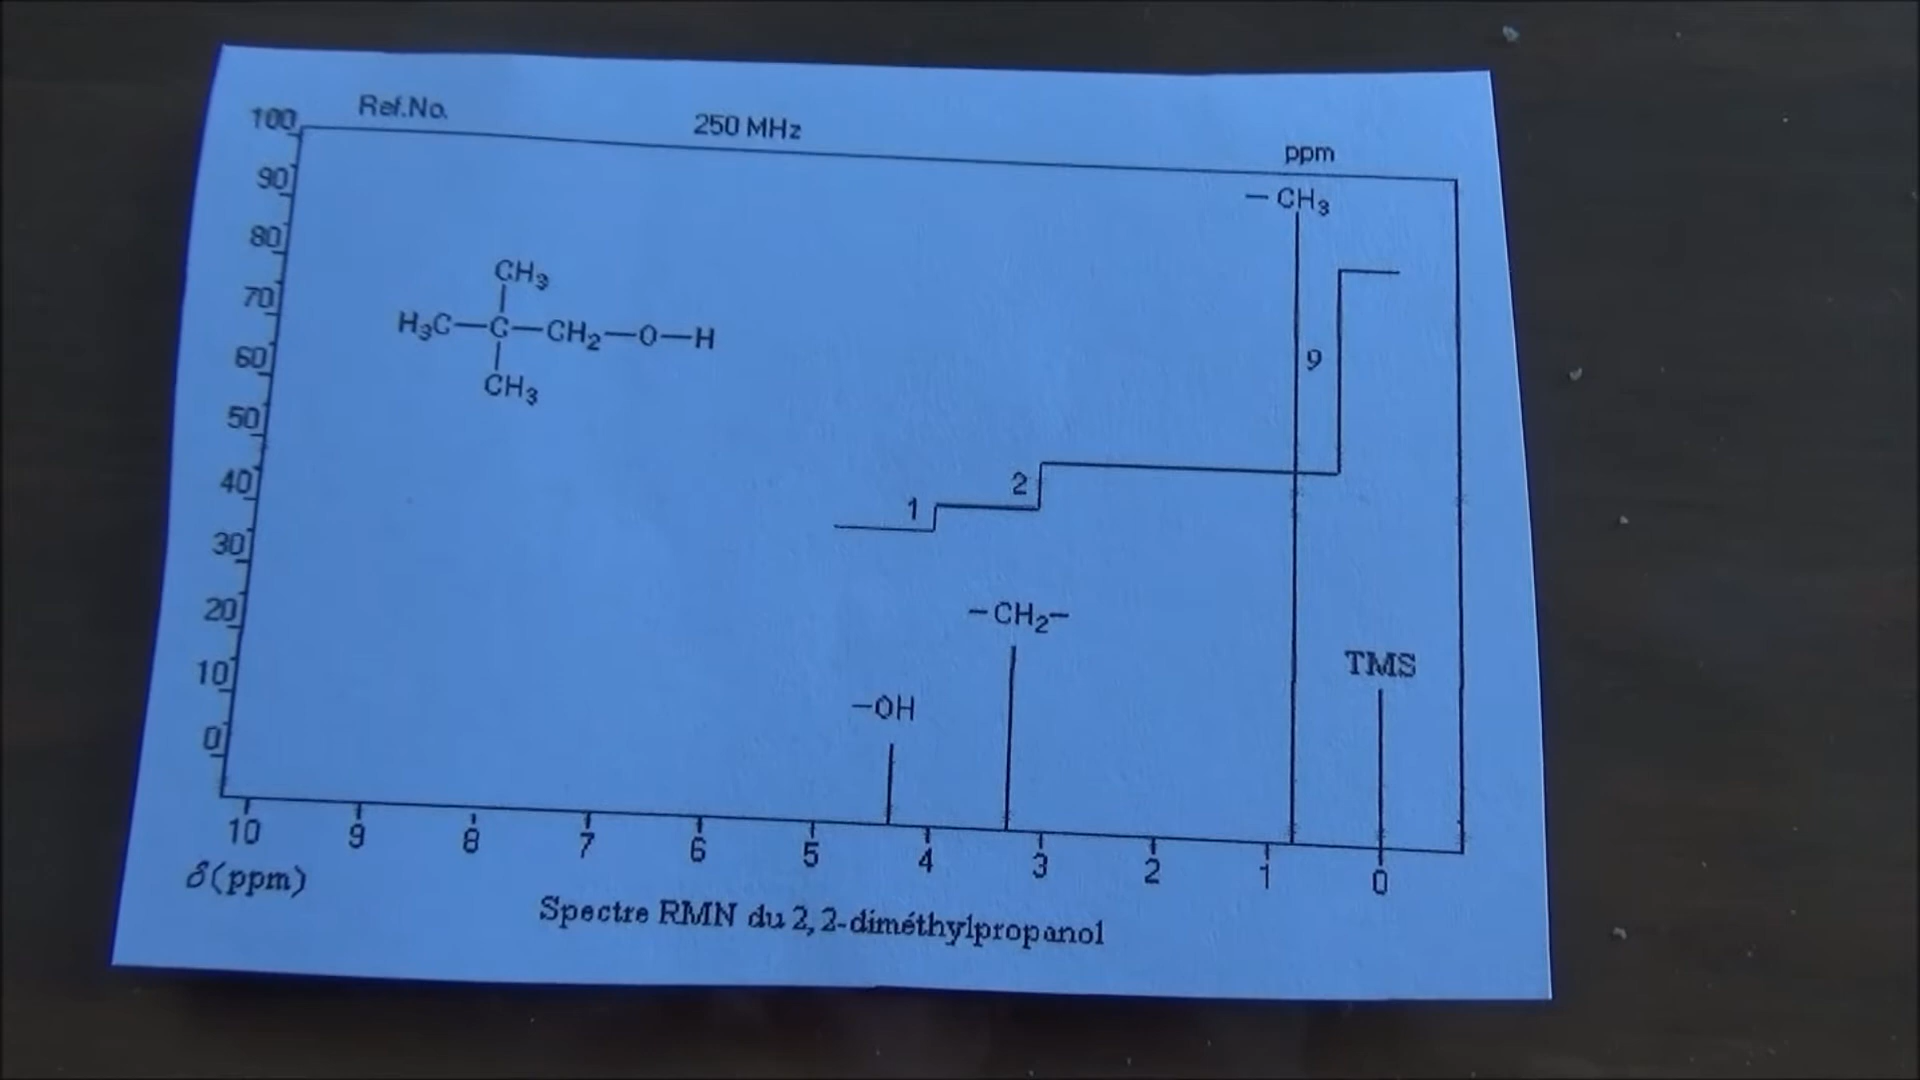 Ref.No.
250 MHz
ppm
100
90
80
70
60
50
40
30
20
10
0
CH₃
H₃C—C—CH₂—O—H
CH₃
— CH₃
9
2
1
—CH₂—
—OH
TMS
10 9 8 7 6 5 4 3 2 1 0
δ(ppm)
Spectre RMN du 2,2-diméthylpropanol